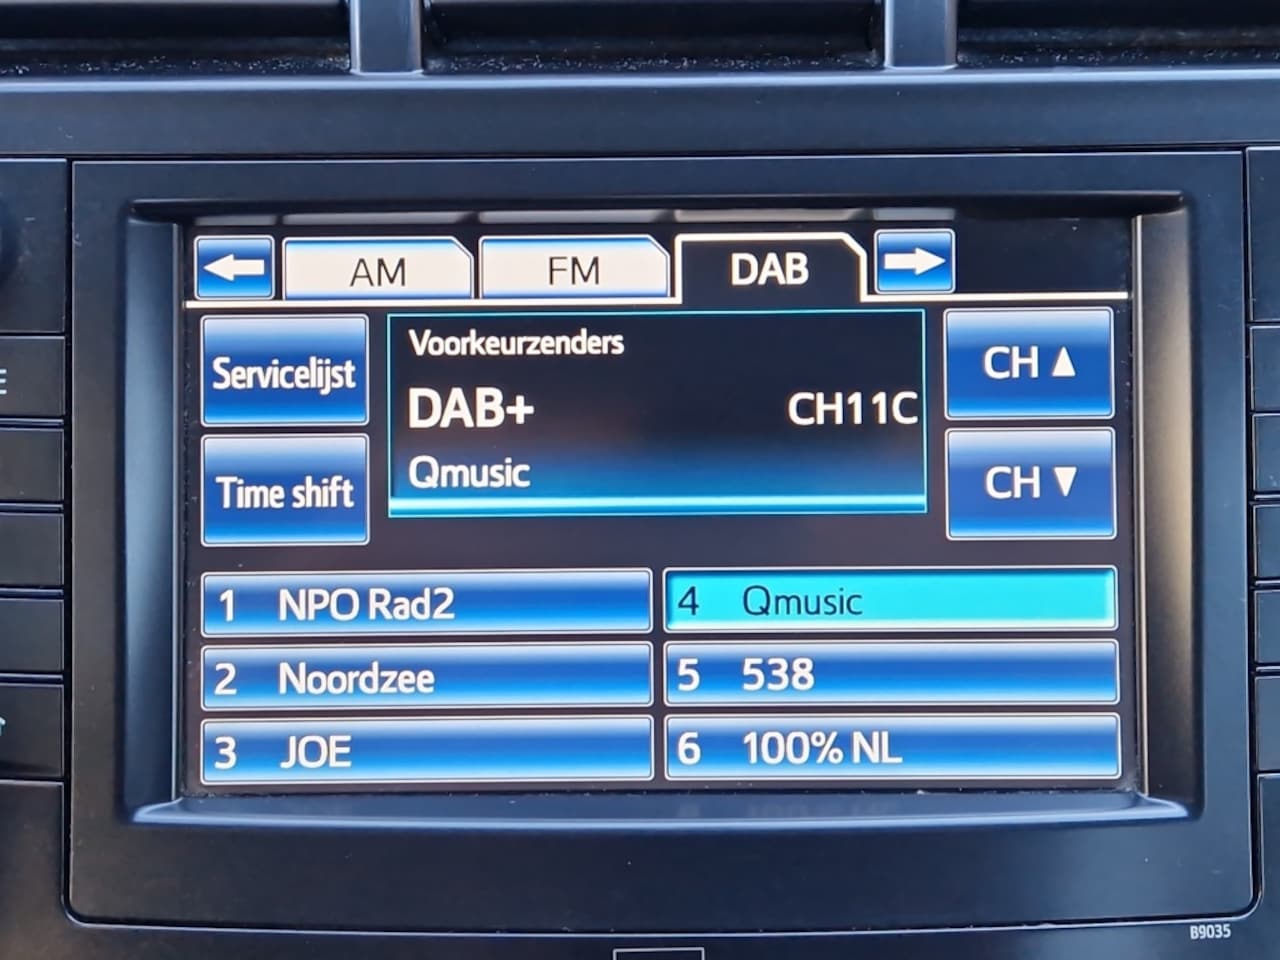 AM FM DAB
Servicelijst
Time shift
Voorkeurzenders
DAB+ CH11C
Qmusic
CH ▲
CH ▼
1 NPO Rad2
2 Noordzee
3 JOE
4 Qmusic
5 538
6 100% NL
B9035